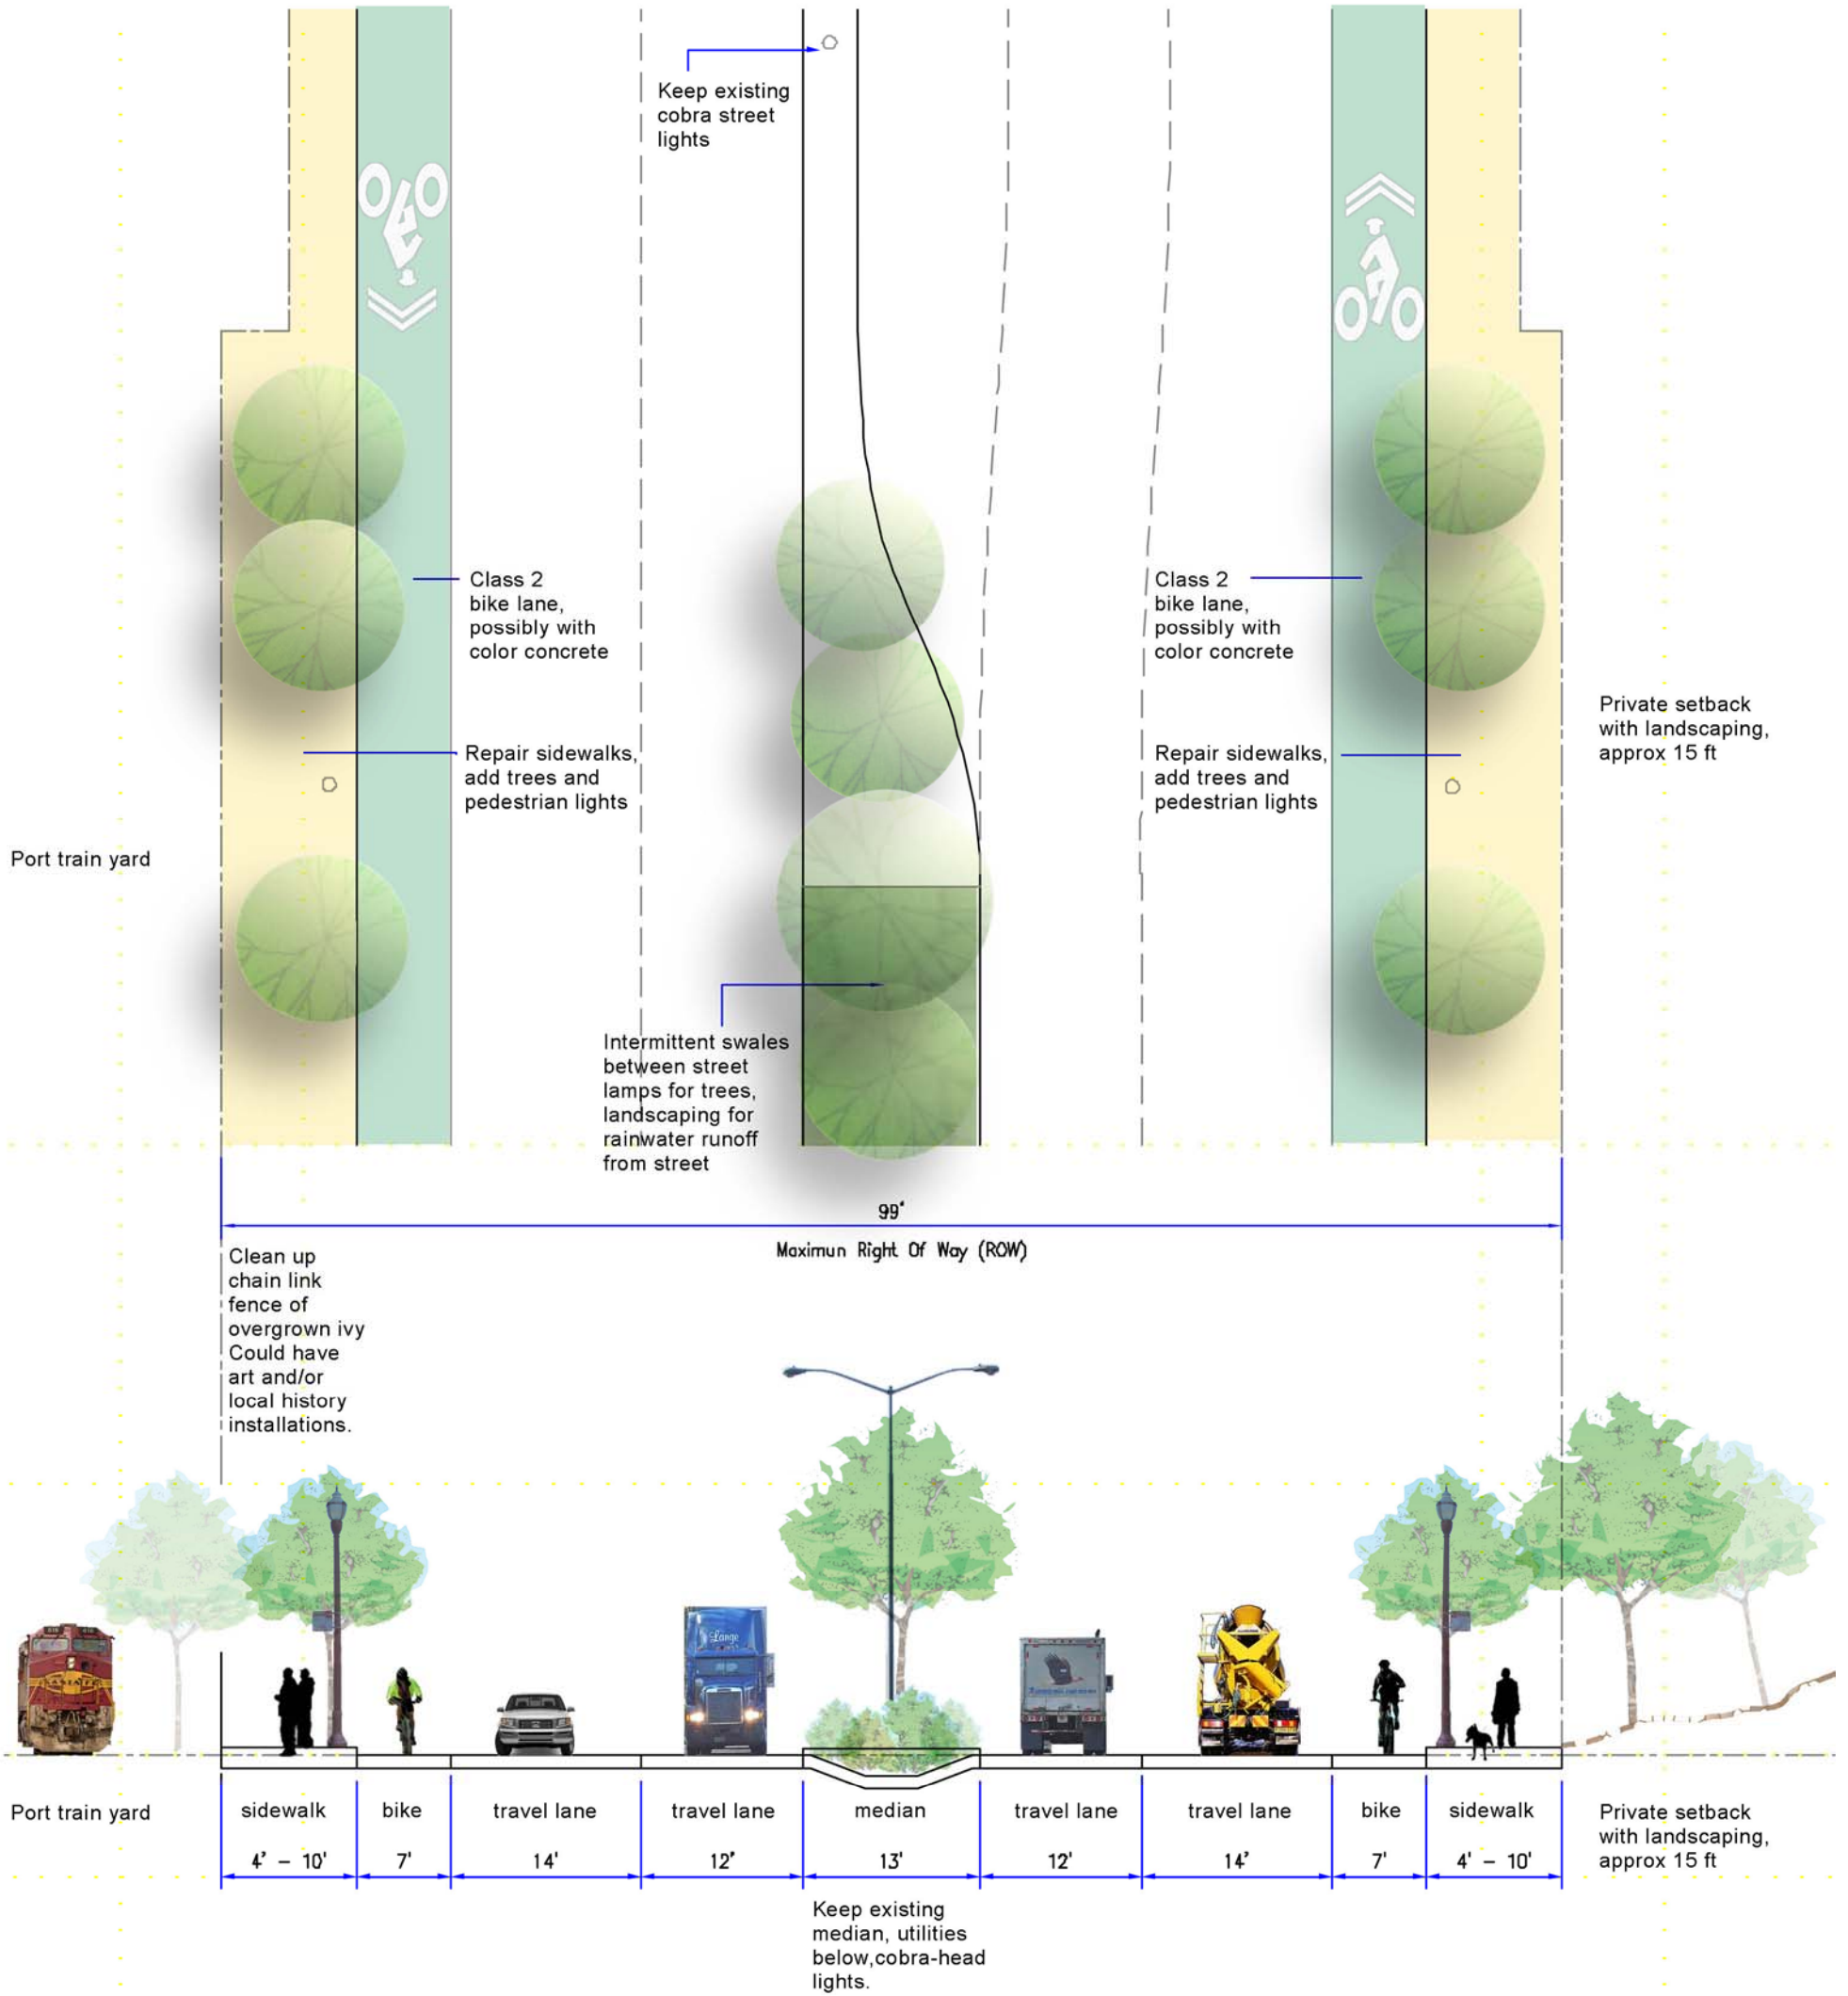 Keep existing
cobra street
lights
Class 2
bike lane,
possibly with
color concrete
Class 2
bike lane,
possibly with
color concrete
Private setback
with landscaping,
approx 15 ft
Repair sidewalks,
add trees and
pedestrian lights
Repair sidewalks,
add trees and
pedestrian lights
Port train yard
Intermittent swales
between street
lamps for trees,
landscaping for
rainwater runoff
from street
99'
Maximun Right Of Way (ROW)
Clean up
chain link
fence of
overgrown ivy
Could have
art and/or
local history
installations.
Lange
Port train yard
sidewalk
bike
travel lane
travel lane
median
travel lane
travel lane
bike
sidewalk
Private setback
with landscaping,
approx 15 ft
4' - 10'
7'
14'
12'
13'
12'
14'
7'
4' - 10'
Keep existing
median, utilities
below,cobra-head
lights.